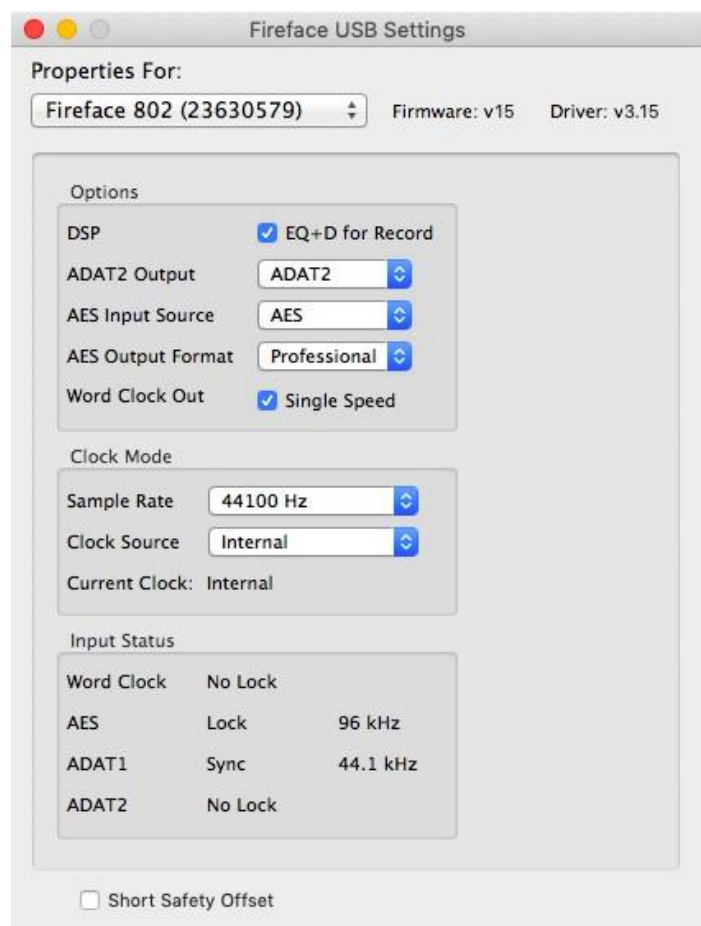 Fireface USB Settings
Properties For:
Fireface 802 (23630579) Firmware: v15 Driver: v3.15
Options
DSP EQ+D for Record
ADAT2 Output ADAT2
AES Input Source AES
AES Output Format Professional
Word Clock Out Single Speed
Clock Mode
Sample Rate 44100 Hz
Clock Source Internal
Current Clock: Internal
Input Status
Word Clock No Lock
AES Lock 96 kHz
ADAT1 Sync 44.1 kHz
ADAT2 No Lock
Short Safety Offset